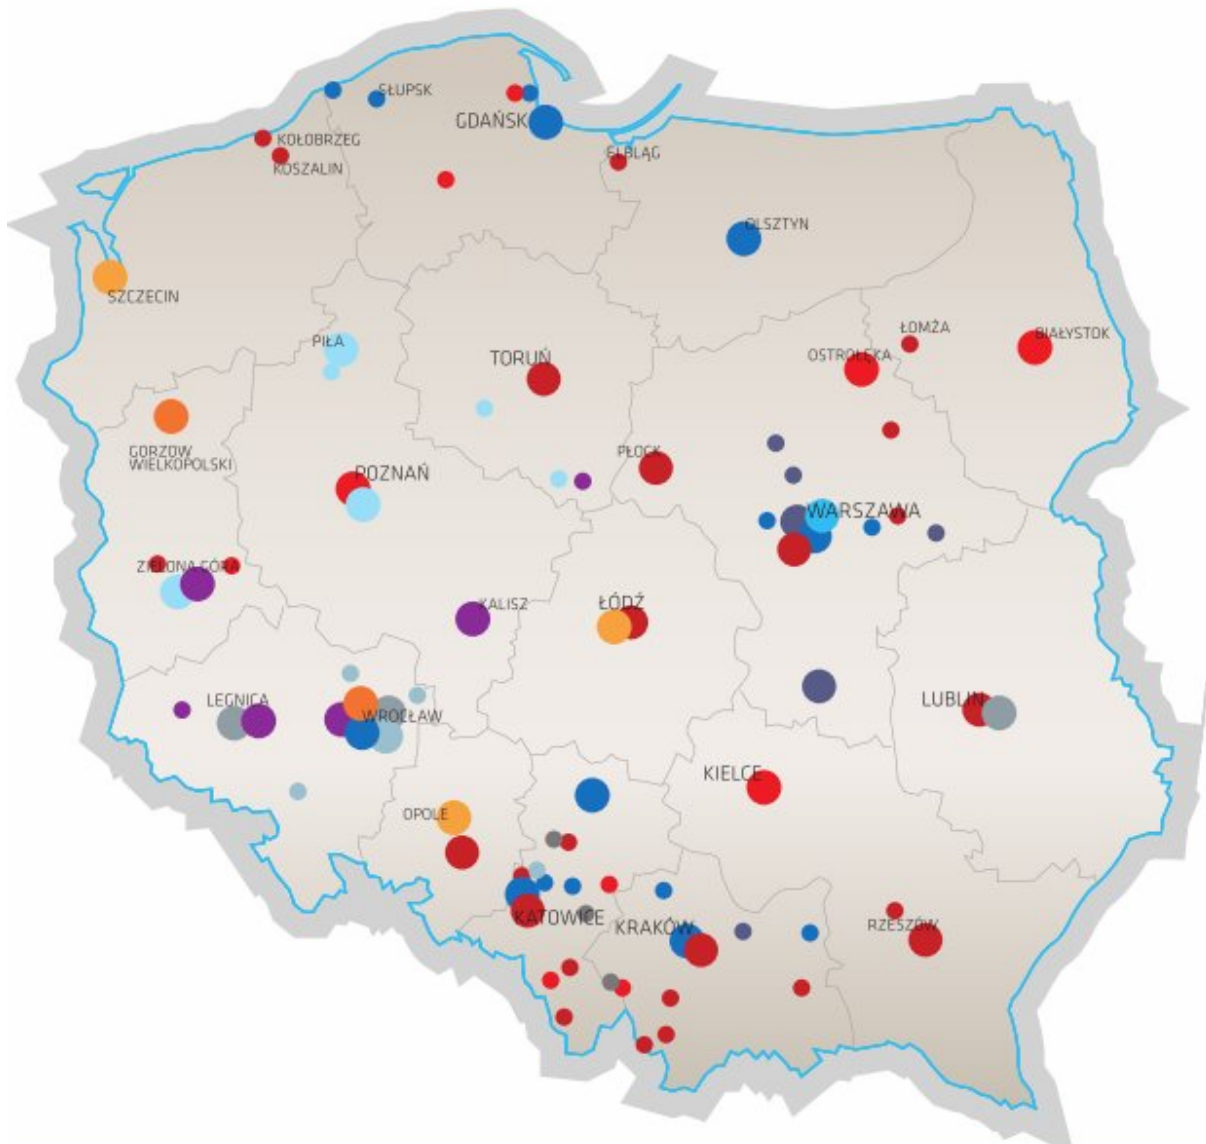 SŁUPSK
GDAŃSK
KOŁOBRZEG
KOSZALIN
ELBLĄG
OLSZTYN
SZCZECIN
PIŁA
TORUŃ
ŁOMŻA
BIAŁYSTOK
OSTROŁĘKA
GORZÓW
WIELKOPOLSKI
PŁOCK
POZNAŃ
WARSZAWA
ZIELONA GÓRA
KALISZ
ŁÓDŹ
LEGNICA
WROCŁAW
LUBLIN
KIELCE
OPOLE
KATOWICE
KRAKÓW
RZESZÓW